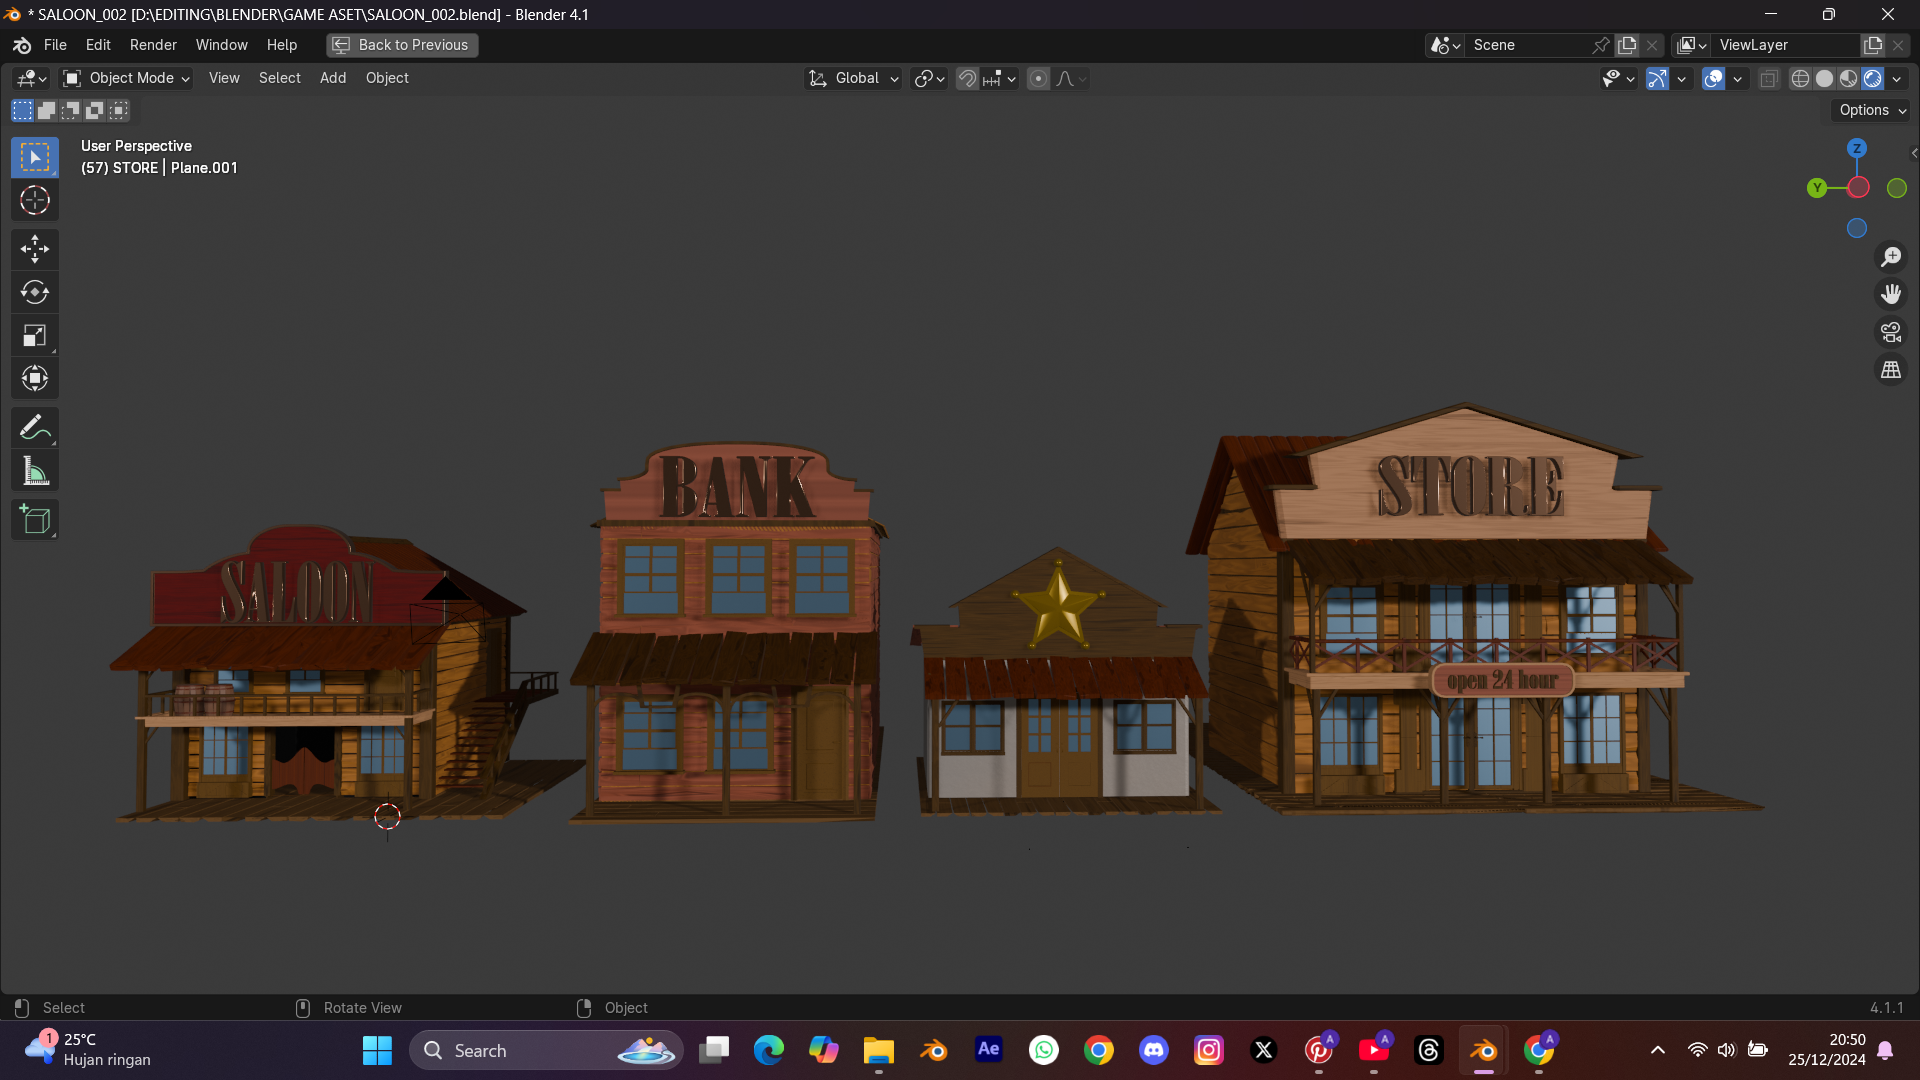 * SALOON_002 [D:\EDITING\BLENDER\GAME ASET\SALOON_002.blend] - Blender 4.1
File Edit Render Window Help Back to Previous Scene ViewLayer
Object Mode View Select Add Object Global
Options
User Perspective
(57) STORE | Plane.001
Z
Y
BANK
STORE
SALOON
open 24 hour
Select Rotate View Object 4.1.1
1
25°C
Hujan ringan
Search
Ae
A
A
A
20:50
25/12/2024